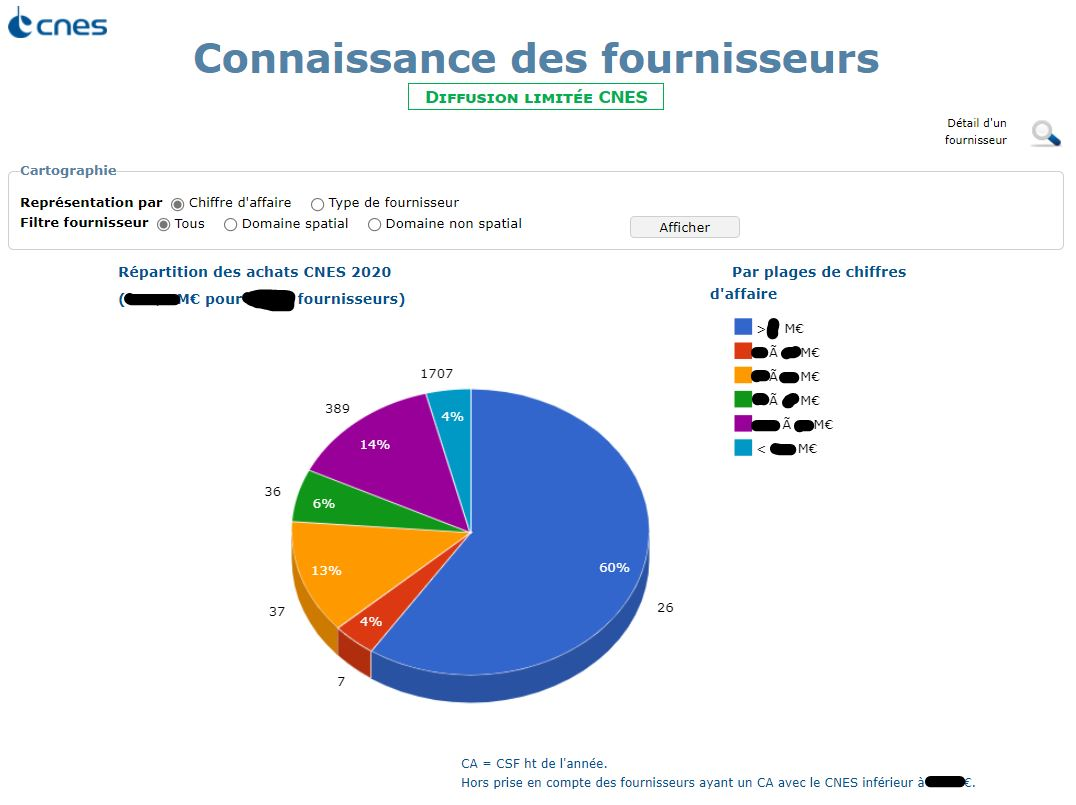 cnes
Connaissance des fournisseurs
DIFFUSION LIMITÉE CNES
Détail d'un
fournisseur
Cartographie
Représentation par Chiffre d'affaire Type de fournisseur
Filtre fournisseur Tous Domaine spatial Domaine non spatial Afficher
Répartition des achats CNES 2020
( M€ pour fournisseurs)
Par plages de chiffres
d'affaire
> M€
Ã M€
Ã M€
Ã M€
Ã M€
< M€
1707
4%
389
14%
36
6%
13%
37
4%
7
60%
26
CA = CSF ht de l'année.
Hors prise en compte des fournisseurs ayant un CA avec le CNES inférieur à €.